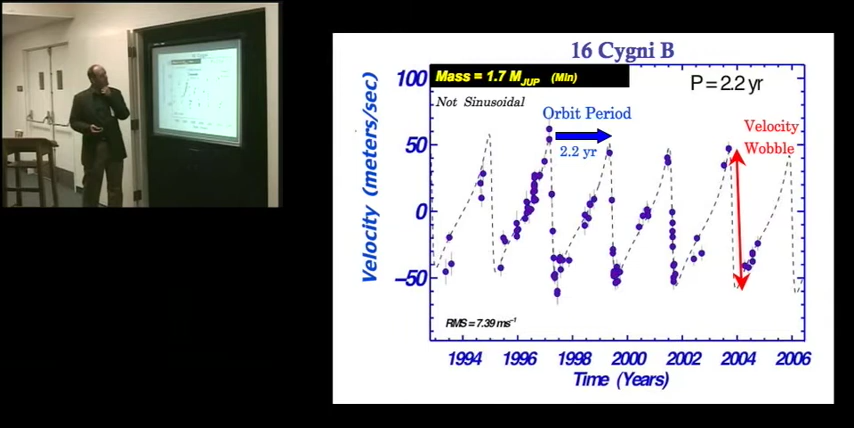 16 Cygni B
Mass = 1.7 M_JUP (Min)
P = 2.2 yr
Not Sinusoidal
Orbit Period
2.2 yr
Velocity
Wobble
Velocity (meters/sec)
100
50
0
−50
RMS = 7.39 ms⁻¹
1994 1996 1998 2000 2002 2004 2006
Time (Years)